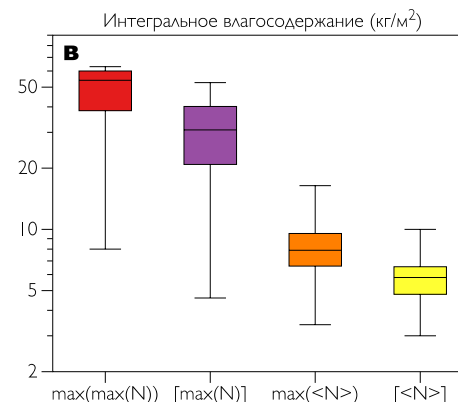 Интегральное влагосодержание (кг/м²)
В
50
20
10
5
2
max(max(N)) [max(N)] max(<N>) [<N>]